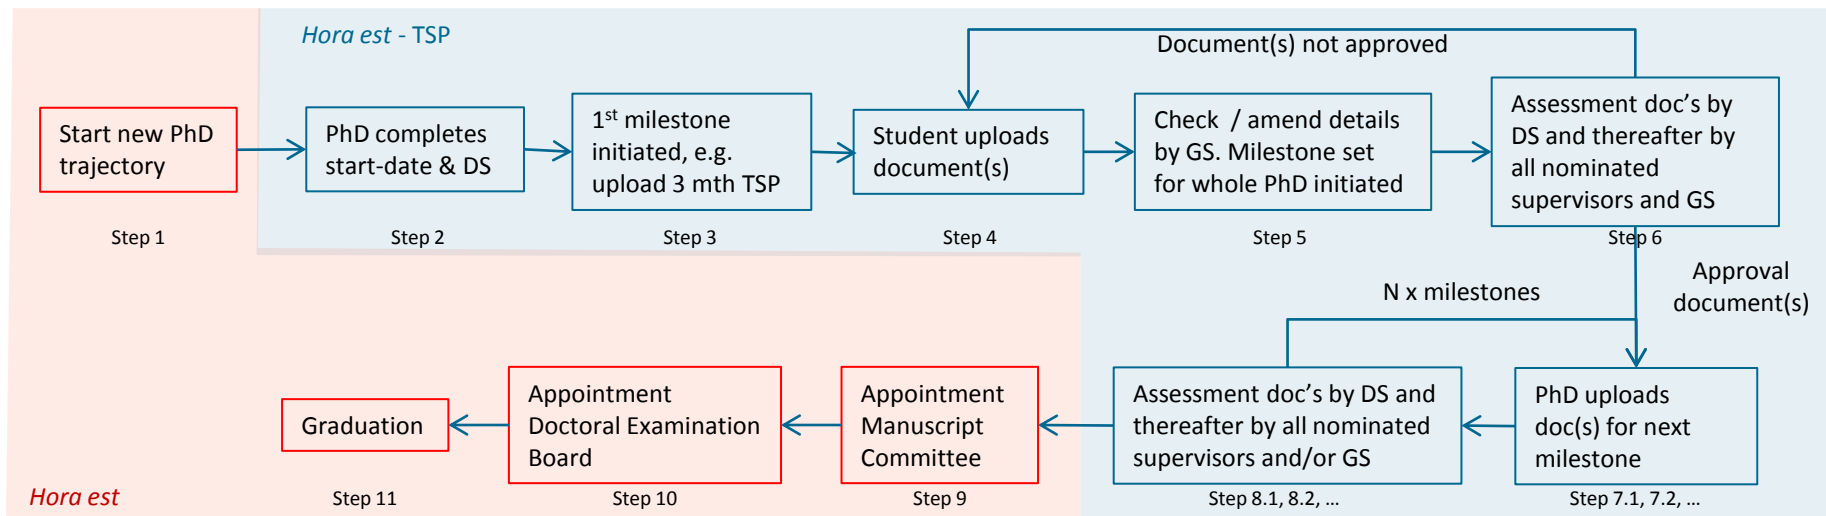 Hora est - TSP
Document(s) not approved
Start new PhD
trajectory
PhD completes
start-date & DS
1st milestone
initiated, e.g.
upload 3 mth TSP
Student uploads
document(s)
Check / amend details
by GS. Milestone set
for whole PhD initiated
Assessment doc's by
DS and thereafter by
all nominated
supervisors and GS
Step 1
Step 2
Step 3
Step 4
Step 5
Step 6
Approval
document(s)
N x milestones
Graduation
Appointment
Doctoral Examination
Board
Appointment
Manuscript
Committee
Assessment doc's by DS and
thereafter by all nominated
supervisors and/or GS
PhD uploads
doc(s) for next
milestone
Hora est
Step 11
Step 10
Step 9
Step 8.1, 8.2, ...
Step 7.1, 7.2, ...